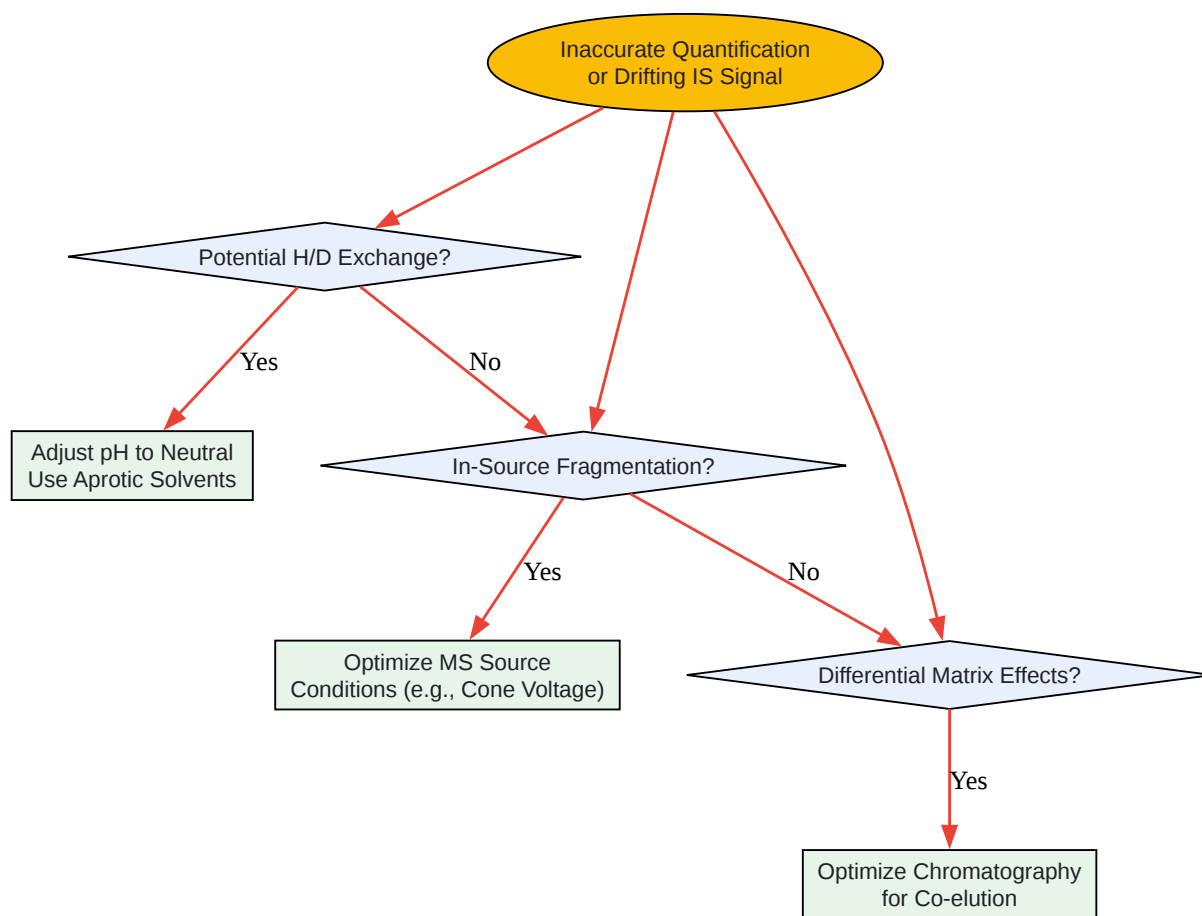 Inaccurate Quantification
or Drifting IS Signal
Potential H/D Exchange?
Yes
No
Adjust pH to Neutral
Use Aprotic Solvents
In-Source Fragmentation?
Yes
No
Optimize MS Source
Conditions (e.g., Cone Voltage)
Differential Matrix Effects?
Yes
Optimize Chromatography
for Co-elution